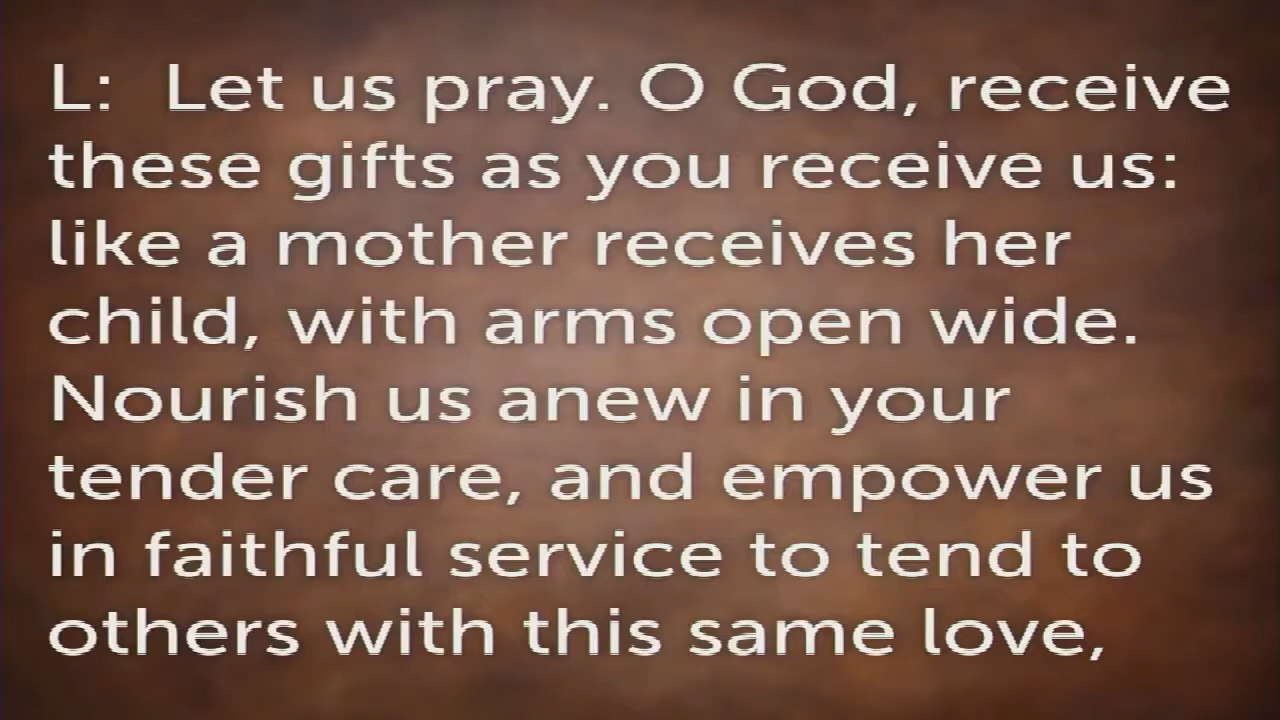 L: Let us pray. O God, receive
these gifts as you receive us:
like a mother receives her
child, with arms open wide.
Nourish us anew in your
tender care, and empower us
in faithful service to tend to
others with this same love,